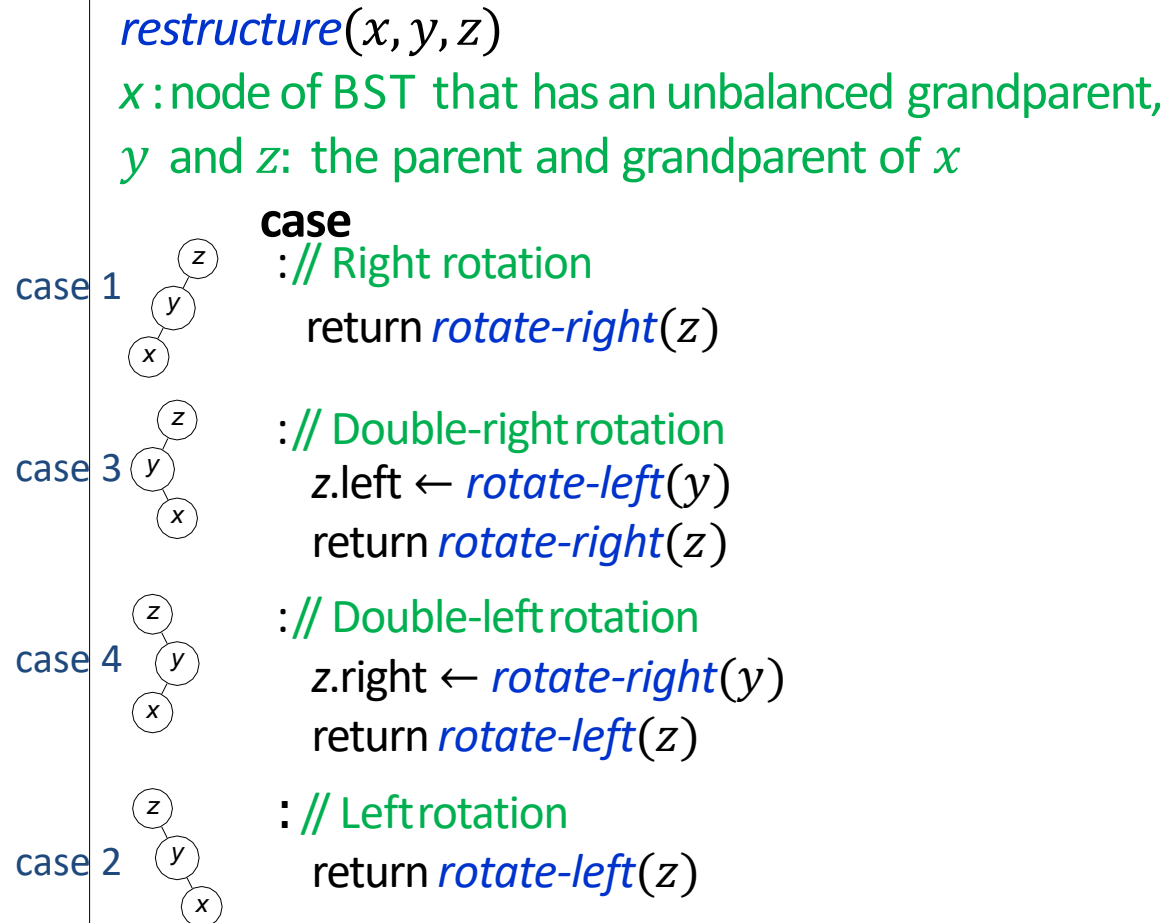 restructure(x, y, z)
x : node of BST that has an unbalanced grandparent,
y and z: the parent and grandparent of x
case
case 1
z
y
x
: // Right rotation
return rotate-right(z)
case 3
z
y
x
: // Double-right rotation
z.left ← rotate-left(y)
return rotate-right(z)
case 4
z
y
x
: // Double-left rotation
z.right ← rotate-right(y)
return rotate-left(z)
case 2
z
y
x
: // Left rotation
return rotate-left(z)